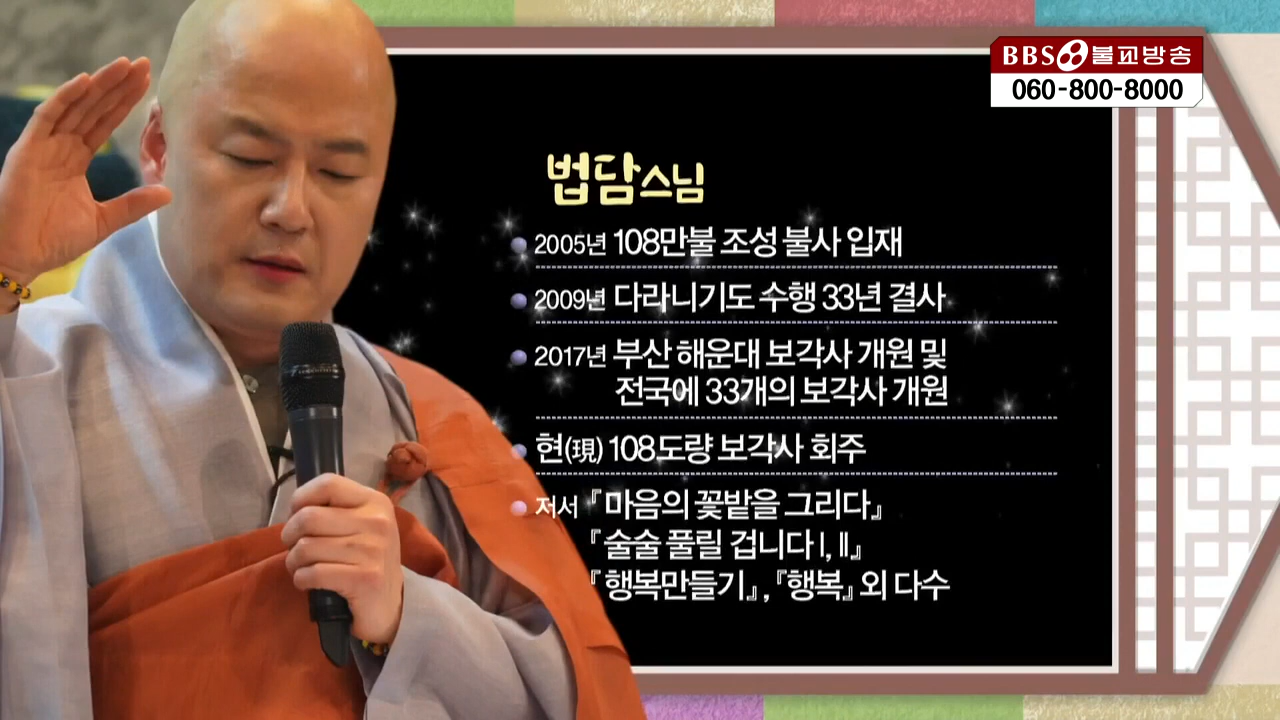 BBS 불교방송
060-800-8000
법담스님
2005년 108만불 조성 불사 입재
2009년 다라니기도 수행 33년 결사
2017년 부산 해운대 보각사 개원 및
전국에 33개의 보각사 개원
현(現) 108도량 보각사 회주
저서 『마음의 꽃밭을 그리다』
『술술 풀릴 겁니다 Ⅰ, Ⅱ』
『행복만들기』, 『행복』 외 다수